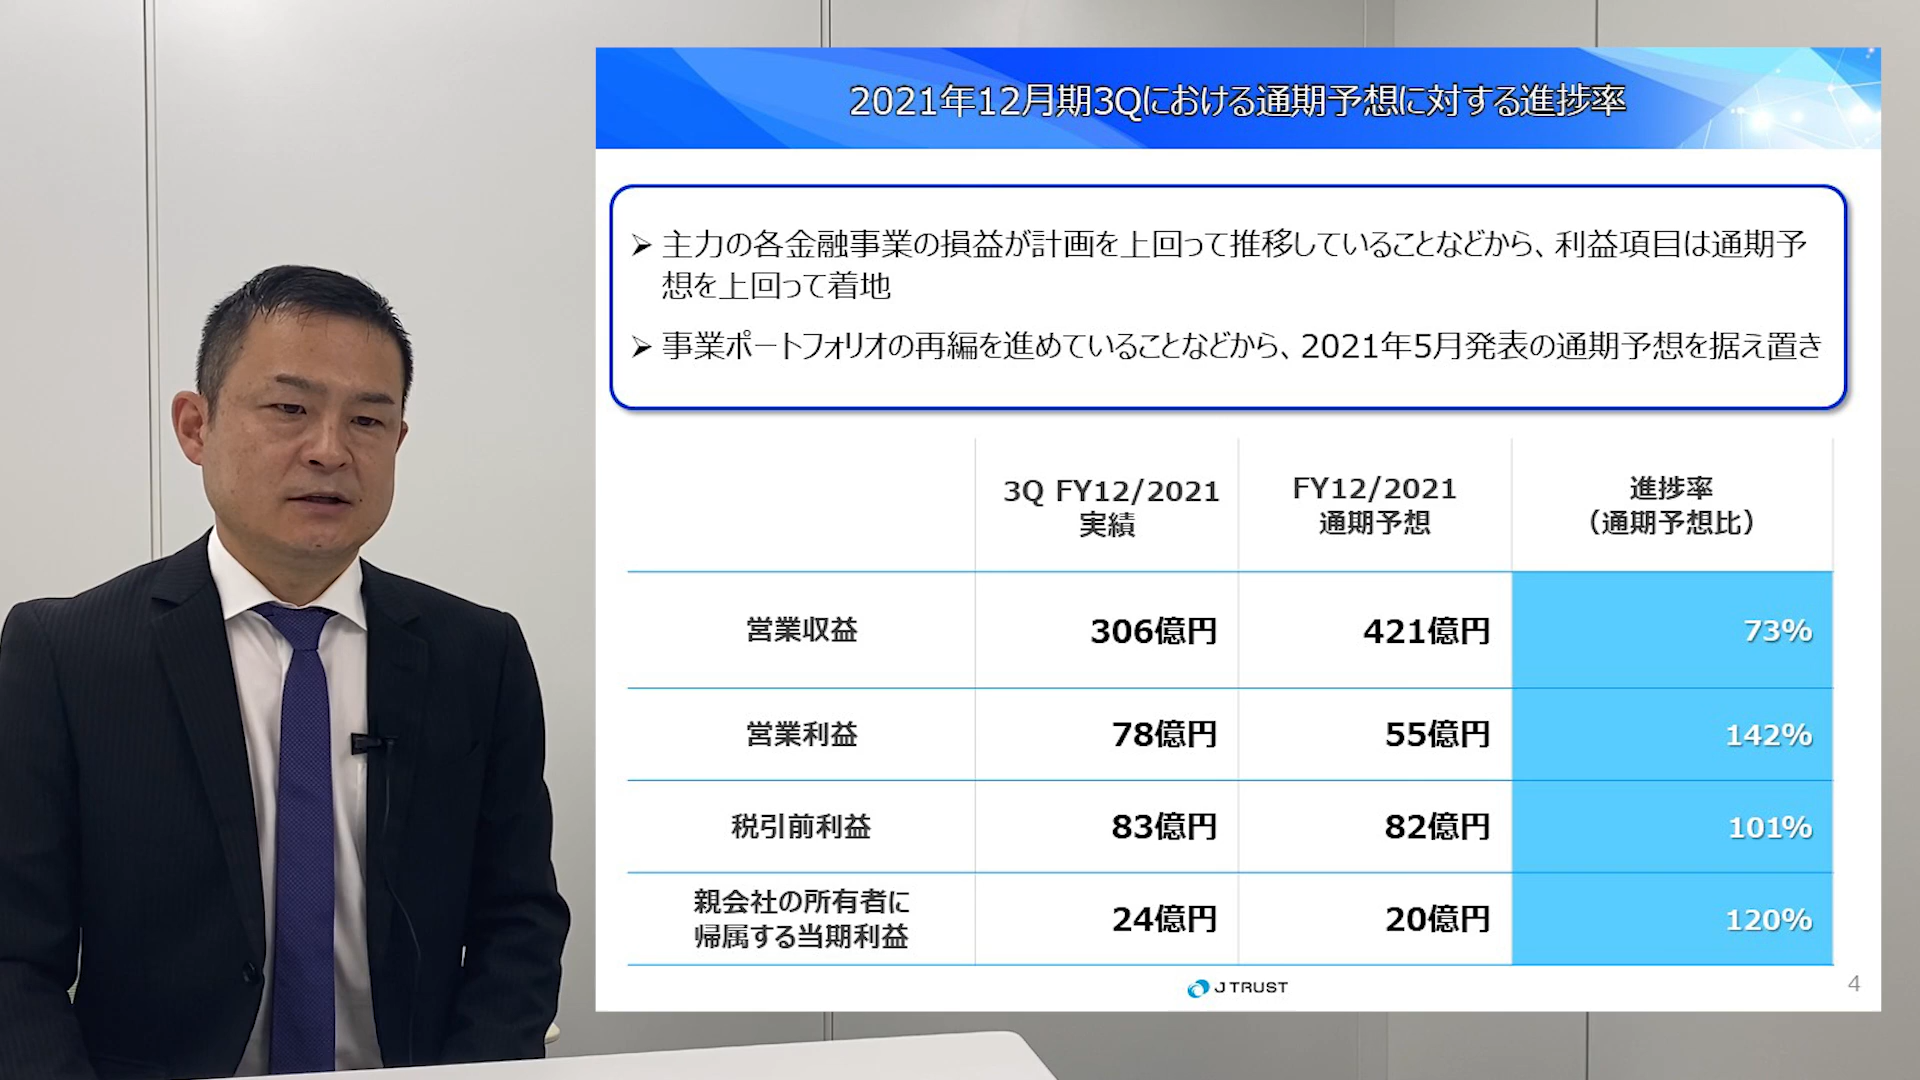 2021年12月期3Qにおける通期予想に対する進捗率
➢ 主力の各金融事業の損益が計画を上回って推移していることなどから、利益項目は通期予
想を上回って着地
➢ 事業ポートフォリオの再編を進めていることなどから、2021年5月発表の通期予想を据え置き
3Q FY12/2021
実績
FY12/2021
通期予想
進捗率
（通期予想比）
営業収益 306億円 421億円 73%
営業利益 78億円 55億円 142%
税引前利益 83億円 82億円 101%
親会社の所有者に
帰属する当期利益
24億円 20億円 120%
J TRUST
4